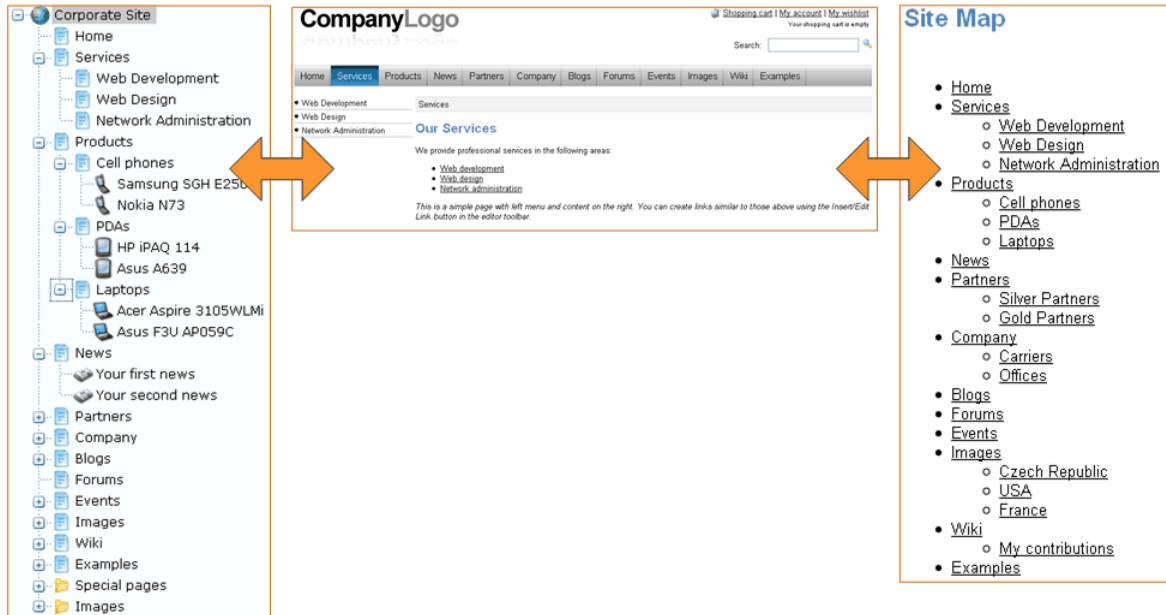 Corporate Site
Home
Services
Web Development
Web Design
Network Administration
Products
Cell phones
Samsung SGH E250
Nokia N73
PDAs
HP iPAQ 114
Asus A639
Laptops
Acer Aspire 3105WLMi
Asus F3U AP059C
News
Your first news
Your second news
Partners
Company
Blogs
Forums
Events
Images
Wiki
Examples
Special pages
Images
CompanyLogo
Shopping cart | My account | My wishlist
Your shopping cart is empty
Search:
Home Services Products News Partners Company Blogs Forums Events Images Wiki Examples
Web Development
Web Design
Network Administration
Services
Our Services
We provide professional services in the following areas:
Web development
Web design
Network administration
This is a simple page with left menu and content on the right. You can create links similar to those above using the Insert/Edit
Link button in the editor toolbar.
Site Map
Home
Services
Web Development
Web Design
Network Administration
Products
Cell phones
PDAs
Laptops
News
Partners
Silver Partners
Gold Partners
Company
Carriers
Offices
Blogs
Forums
Events
Images
Czech Republic
USA
France
Wiki
My contributions
Examples